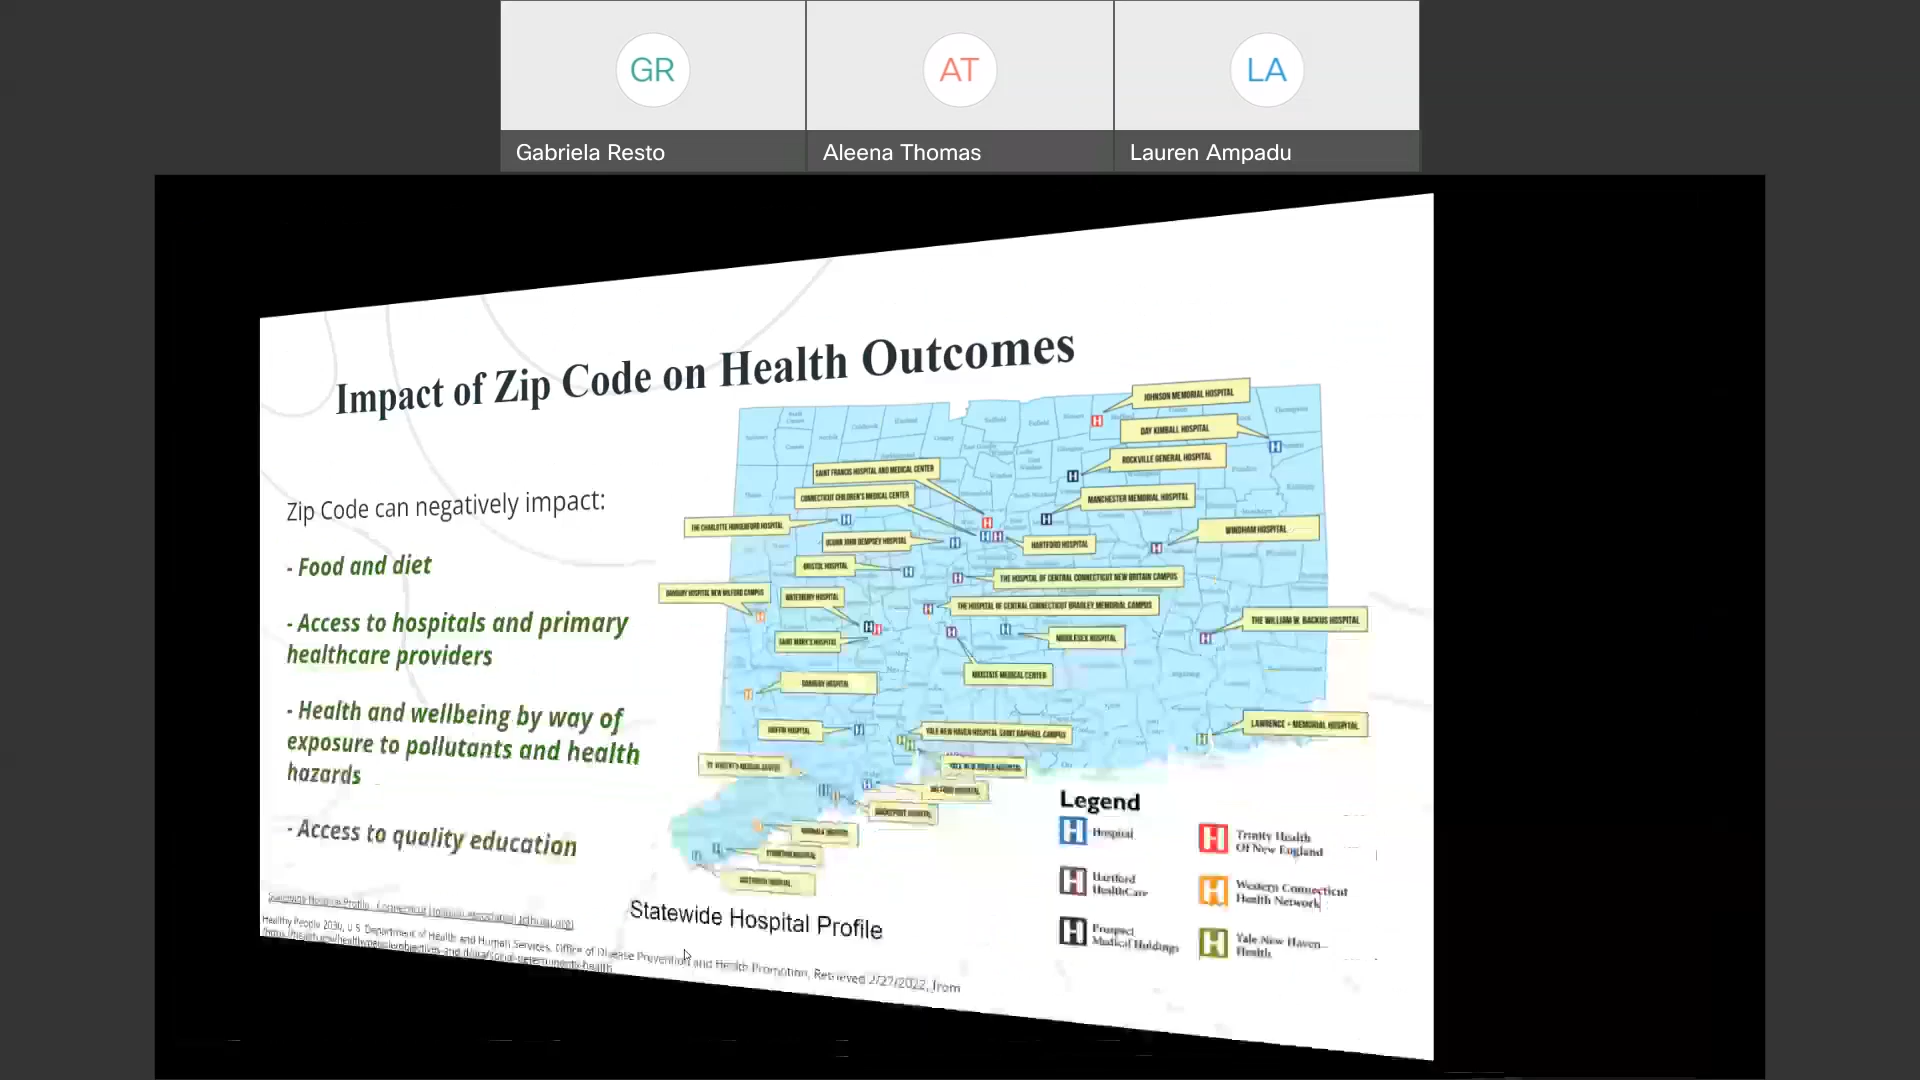 GR
AT
LA
Gabriela Resto
Aleena Thomas
Lauren Ampadu
Impact of Zip Code on Health Outcomes
Zip Code can negatively impact:
- Food and diet
- Access to hospitals and primary
healthcare providers
- Health and wellbeing by way of
exposure to pollutants and health
hazards
- Access to quality education
JOHNSON MEMORIAL HOSPITAL
DAY KIMBALL HOSPITAL
ROCKVILLE GENERAL HOSPITAL
SAINT FRANCIS HOSPITAL AND MEDICAL CENTER
CONNECTICUT CHILDREN'S MEDICAL CENTER
MANCHESTER MEMORIAL HOSPITAL
THE CHARLOTTE HUNGERFORD HOSPITAL
WINDHAM HOSPITAL
UCONN JOHN DEMPSEY HOSPITAL
HARTFORD HOSPITAL
BRISTOL HOSPITAL
THE HOSPITAL OF CENTRAL CONNECTICUT NEW BRITAIN CAMPUS
DANBURY HOSPITAL NEW MILFORD CAMPUS
WATERBURY HOSPITAL
THE HOSPITAL OF CENTRAL CONNECTICUT BRADLEY MEMORIAL CAMPUS
THE WILLIAM W. BACKUS HOSPITAL
SAINT MARY'S HOSPITAL
MIDDLESEX HOSPITAL
MIDSTATE MEDICAL CENTER
DANBURY HOSPITAL
GRIFFIN HOSPITAL
YALE NEW HAVEN HOSPITAL SAINT RAPHAEL CAMPUS
LAWRENCE + MEMORIAL HOSPITAL
YALE NEW HAVEN HOSPITAL
Legend
Hospital
Trinity Health
Of New England
Hartford
HealthCare
Western Connecticut
Health Network
Prospect
Medical Holdings
Yale New Haven
Health
Statewide Hospital Profile
Healthy People 2030, U.S. Department of Health and Human Services, Office of Disease Prevention and Health Promotion, Retrieved 2/27/2022, from